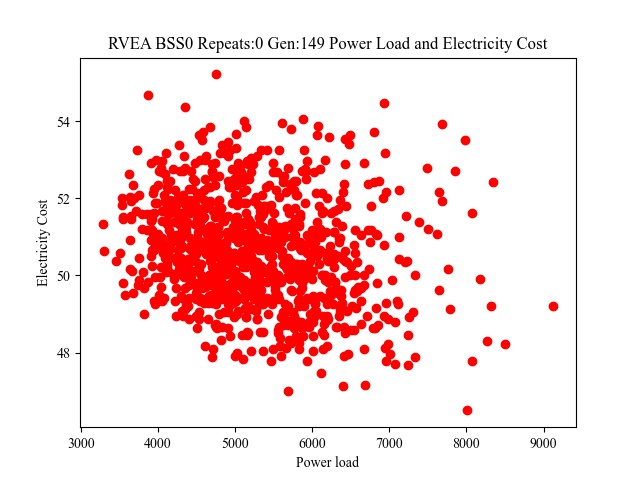 RVEA BSS0 Repeats:0 Gen:149 Power Load and Electricity Cost
54
52
50
48
Electricity Cost
3000 4000 5000 6000 7000 8000 9000
Power load